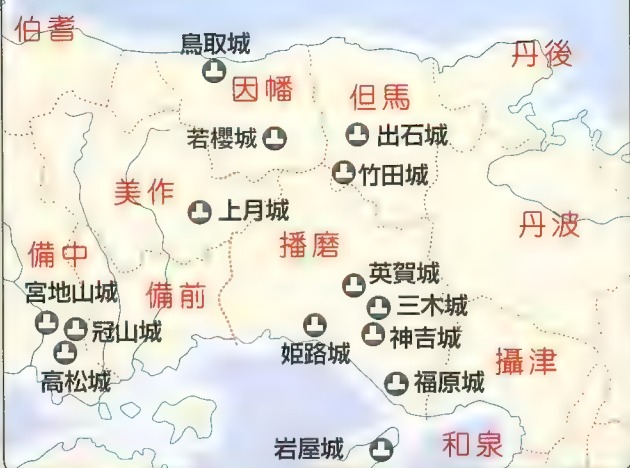 伯耆
鳥取城
丹後
因幡
但馬
若櫻城
出石城
竹田城
美作
上月城
丹波
播磨
備中
英賀城
宮地山城
備前
三木城
冠山城
神吉城
姫路城
攝津
高松城
福原城
岩屋城
和泉